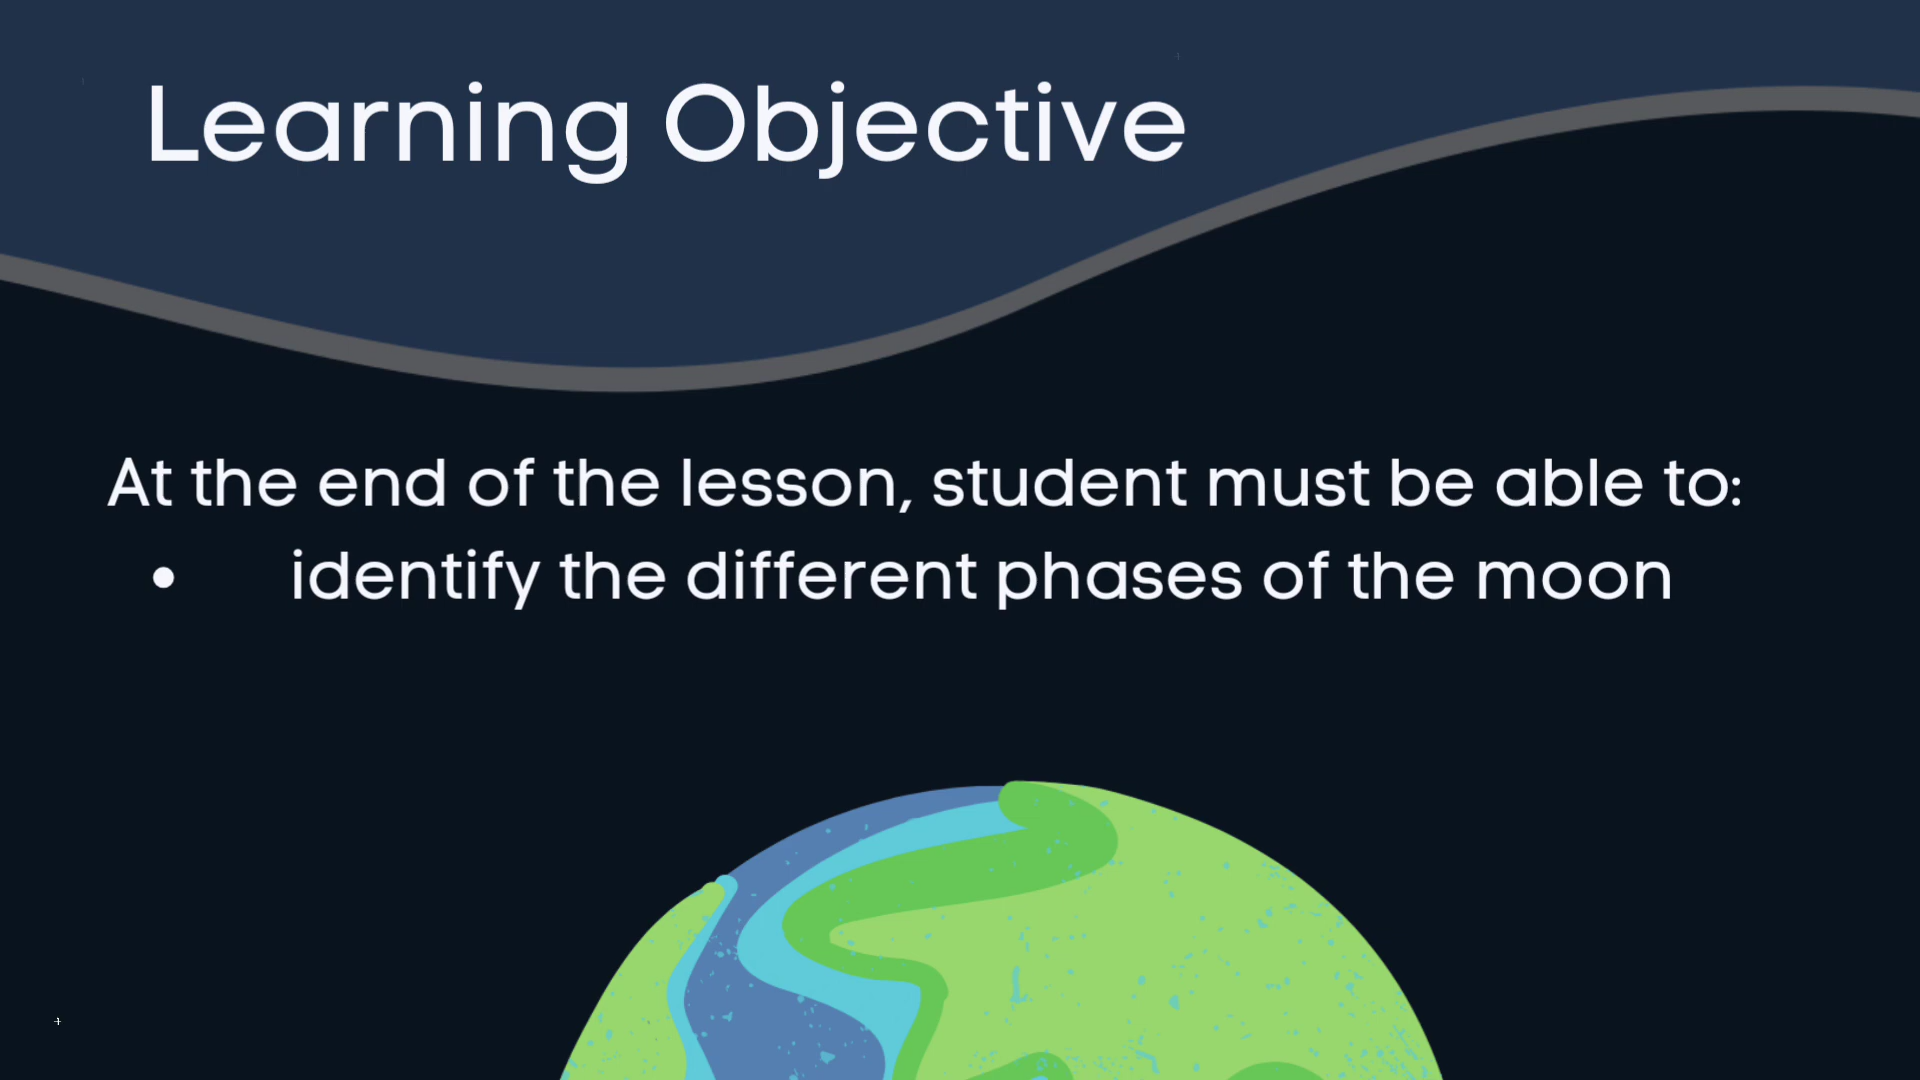 Learning Objective
At the end of the lesson, student must be able to:
• identify the different phases of the moon